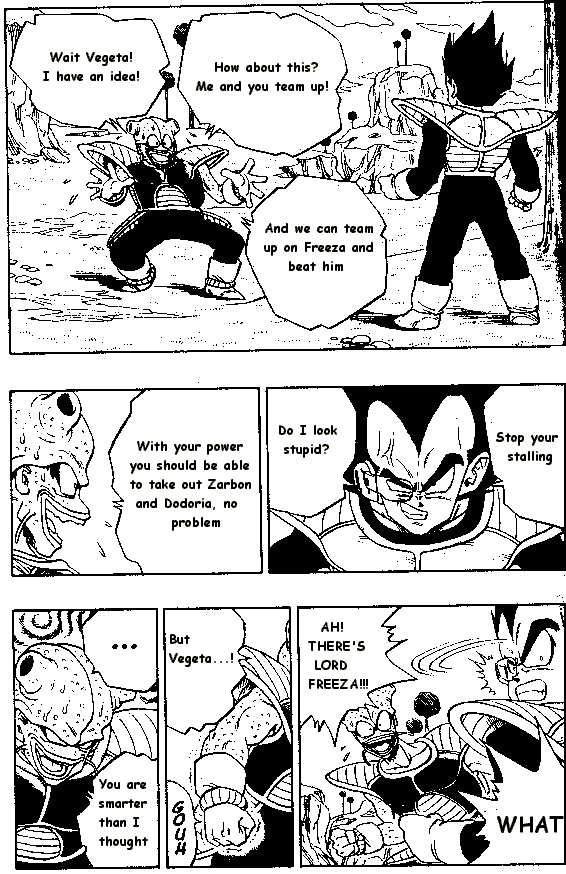 Wait Vegeta!
I have an idea!
How about this?
Me and you team up!
And we can team
up on Freeza and
beat him
With your power
you should be able
to take out Zarbon
and Dodoria, no
problem
Do I look
stupid?
Stop your
stalling
...
You are
smarter
than I
thought
But
Vegeta...!
GOUH
AH!
THERE'S
LORD
FREEZA!!!
WHAT